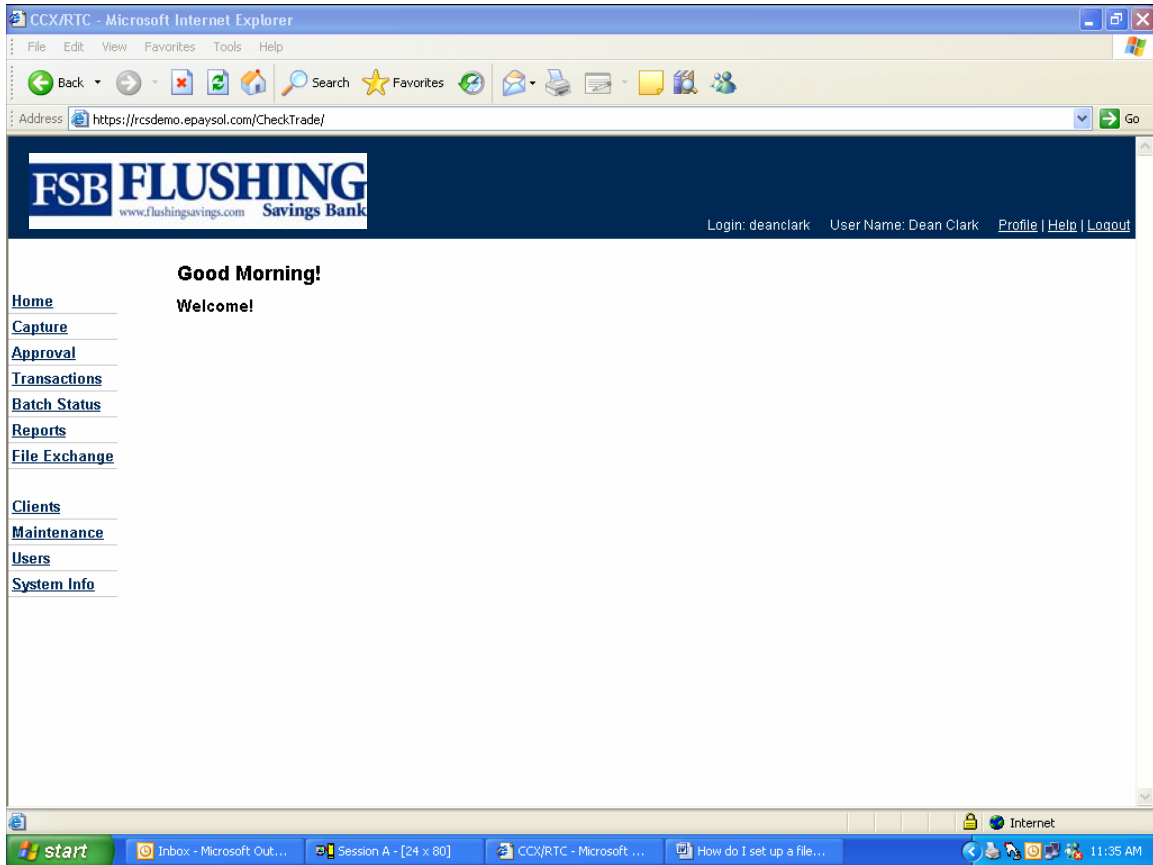 CCX/RTC - Microsoft Internet Explorer
File Edit View Favorites Tools Help
Back Search Favorites
Address https://rcsdemo.epaysol.com/CheckTrade/ Go
FSB FLUSHING
www.flushingsavings.com Savings Bank
Login: deanclark User Name: Dean Clark Profile | Help | Logout
Good Morning!
Welcome!
Home
Capture
Approval
Transactions
Batch Status
Reports
File Exchange
Clients
Maintenance
Users
System Info
Internet
start Inbox - Microsoft Out... Session A - [24 x 80] CCX/RTC - Microsoft ... How do I set up a file... 11:35 AM